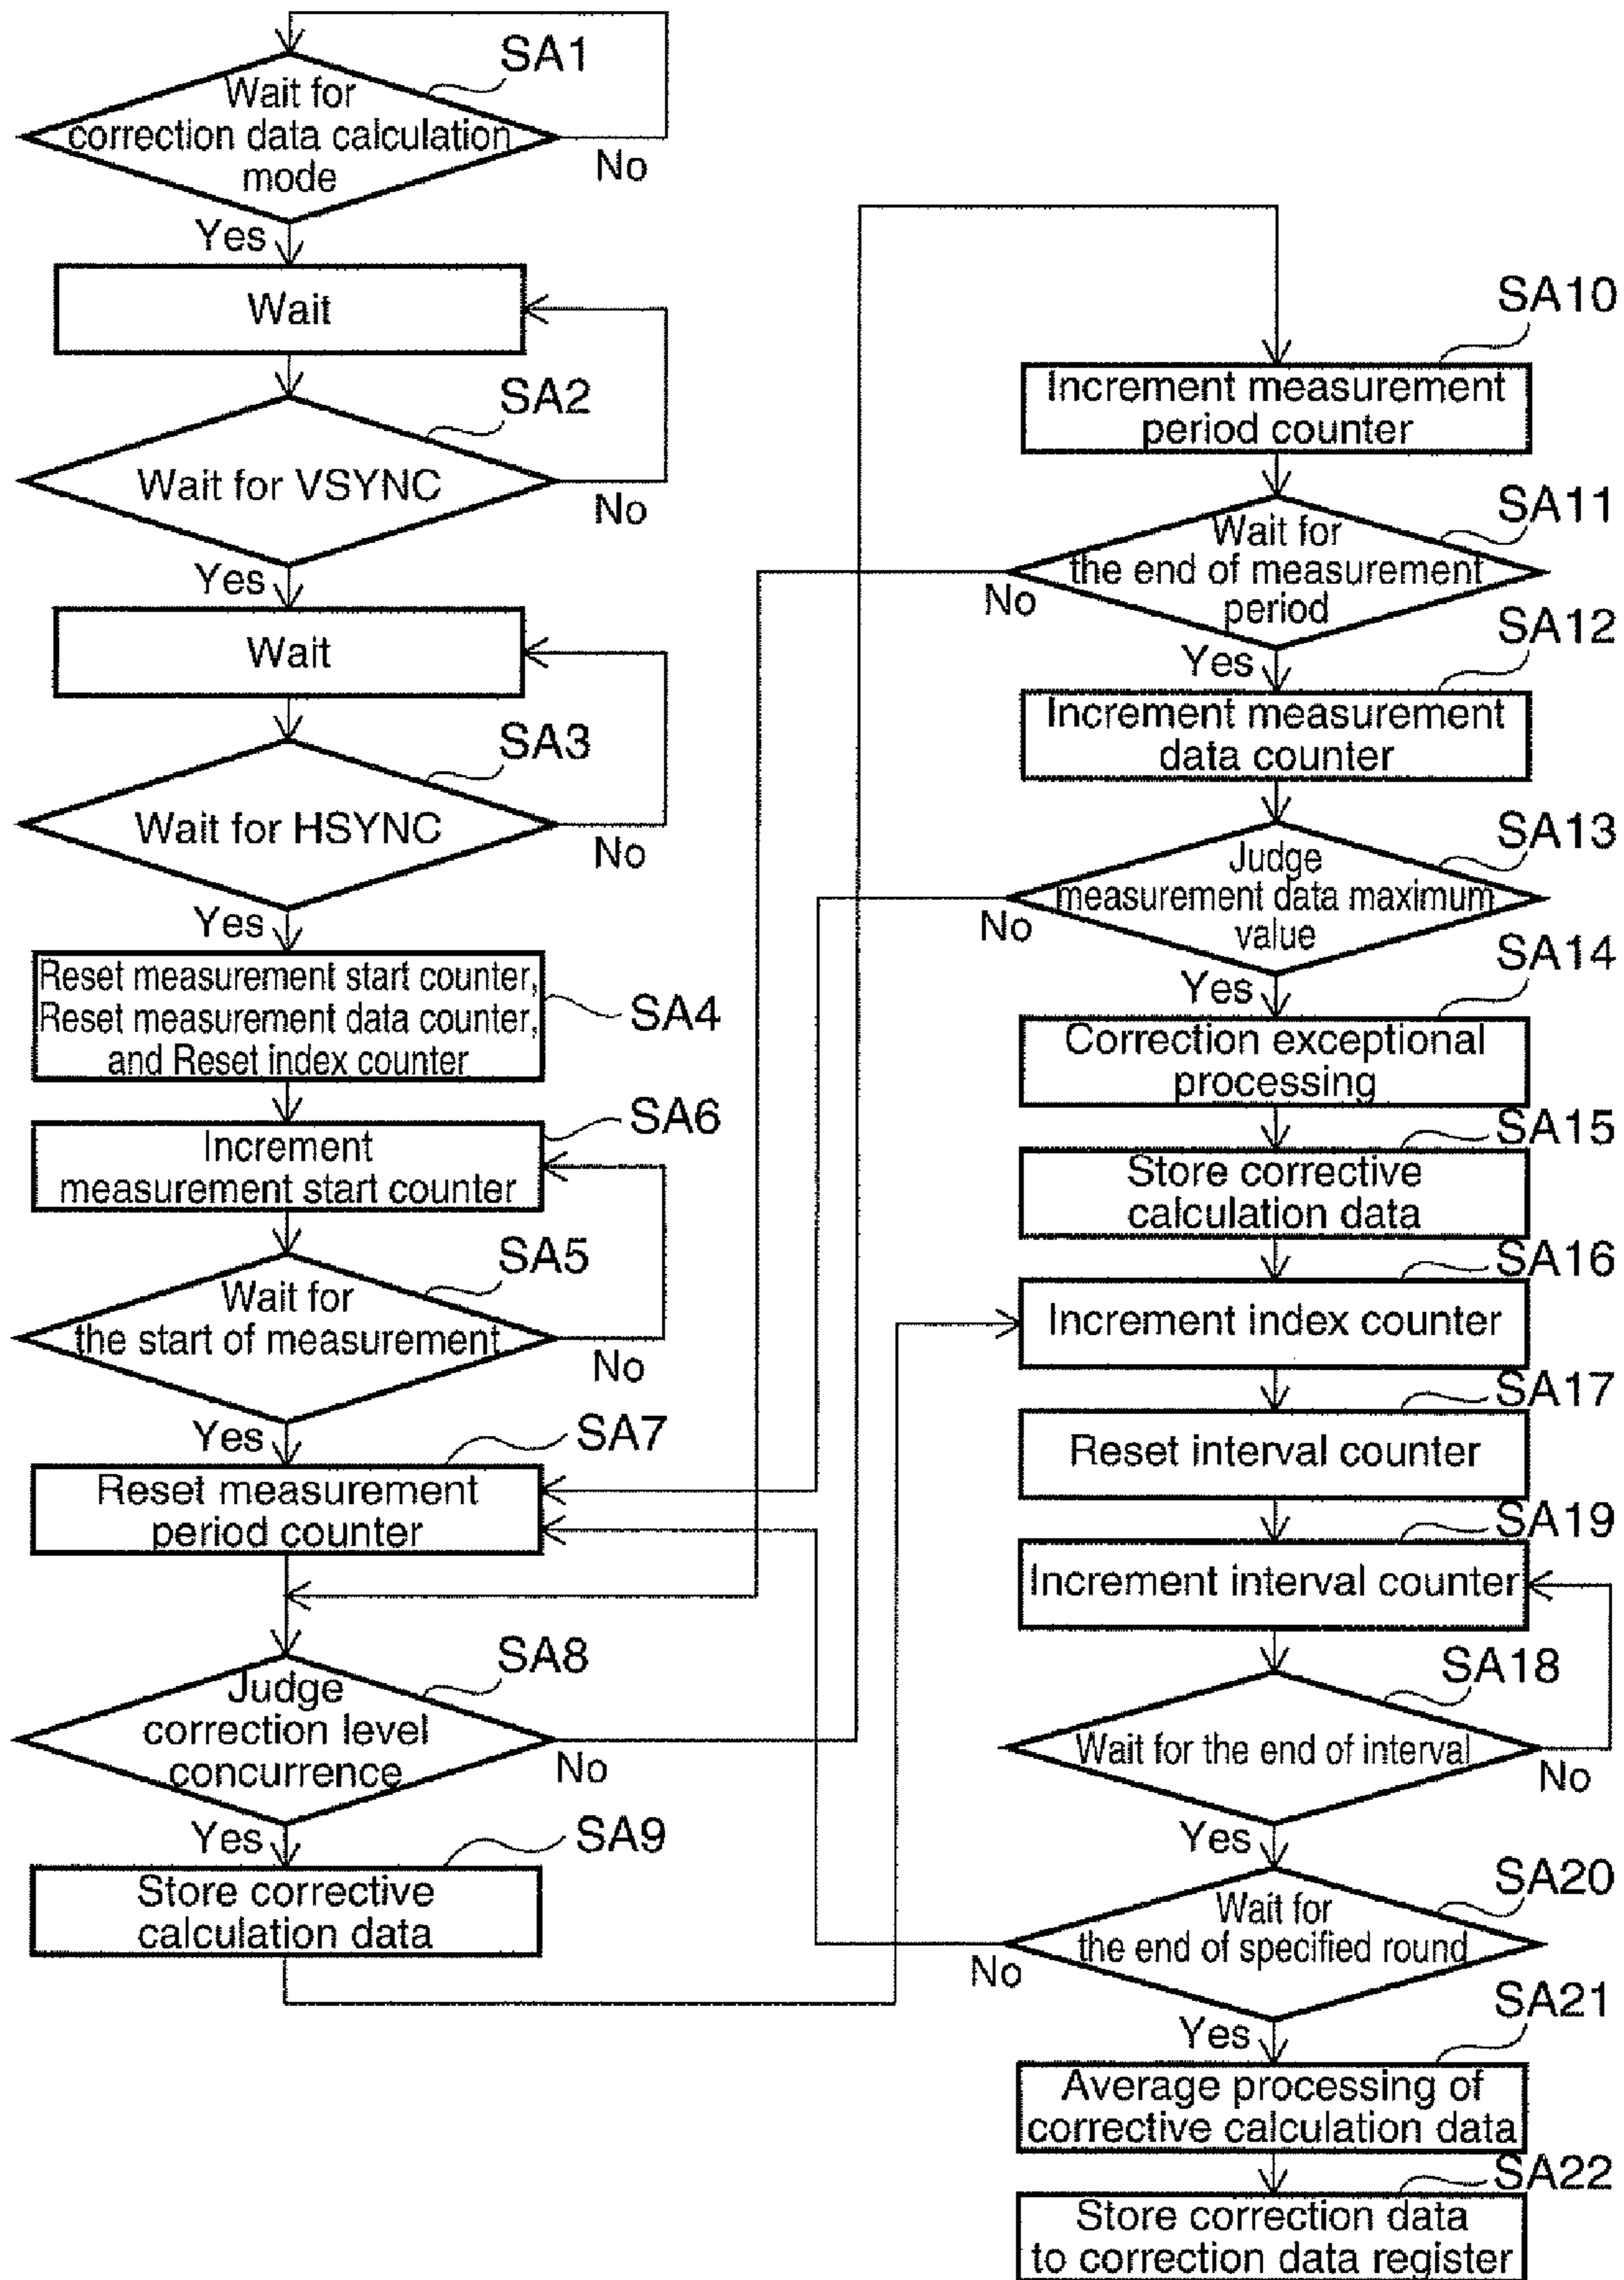 SA1
Wait for
correction data calculation
mode
No
Yes
Wait
SA2
Wait for VSYNC
No
Yes
Wait
SA3
Wait for HSYNC
No
Yes
Reset measurement start counter,
Reset measurement data counter,
and Reset index counter
SA4
SA6
Increment
measurement start counter
SA5
Wait for
the start of measurement
No
Yes
SA7
Reset measurement
period counter
SA8
Judge
correction level
concurrence
No
Yes
SA9
Store corrective
calculation data
SA10
Increment measurement
period counter
SA11
Wait for
the end of measurement
period
No
Yes
SA12
Increment measurement
data counter
SA13
Judge
measurement data maximum
value
No
Yes
SA14
Correction exceptional
processing
SA15
Store corrective
calculation data
SA16
Increment index counter
SA17
Reset interval counter
SA19
Increment interval counter
SA18
Wait for the end of interval
No
Yes
SA20
Wait for
the end of specified round
No
Yes
SA21
Average processing of
corrective calculation data
SA22
Store correction data
to correction data register